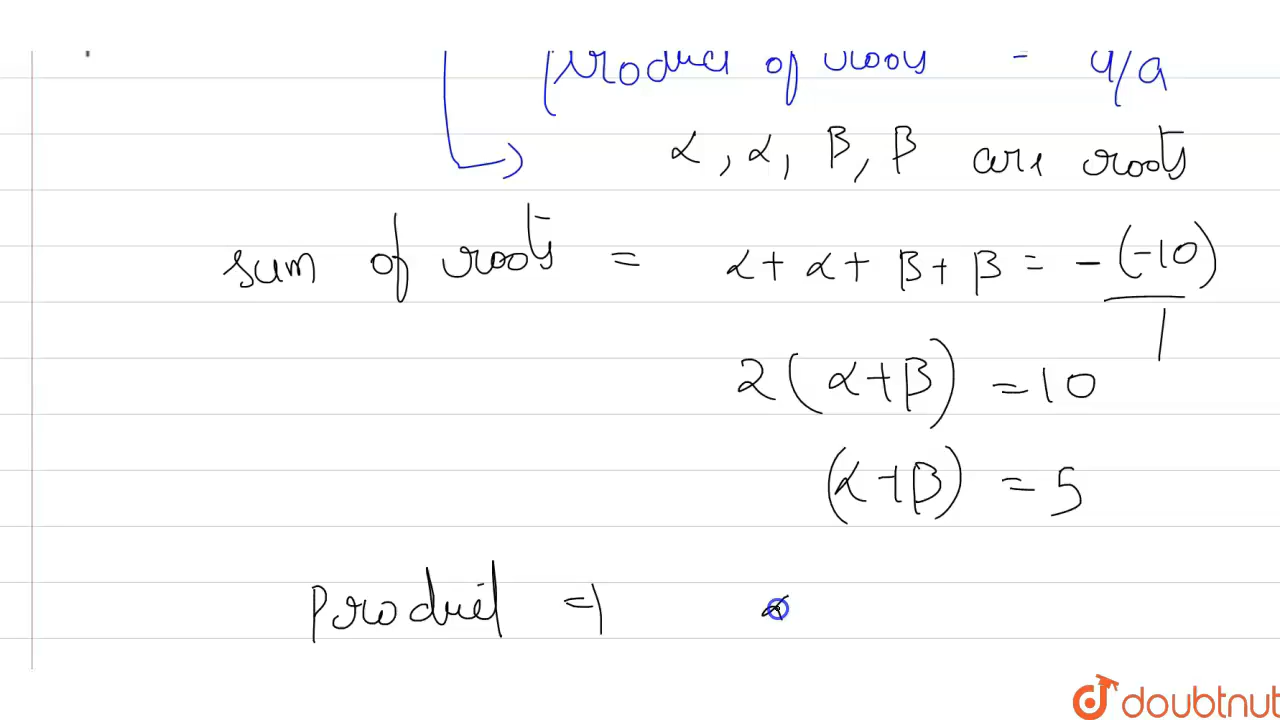 product of roots = 4/a
α, α, β, β are roots
sum of roots = α + α + β + β = -(-10)
1
2(α+β) = 10
(α+β) = 5
Product ⇒ α
doubtnut